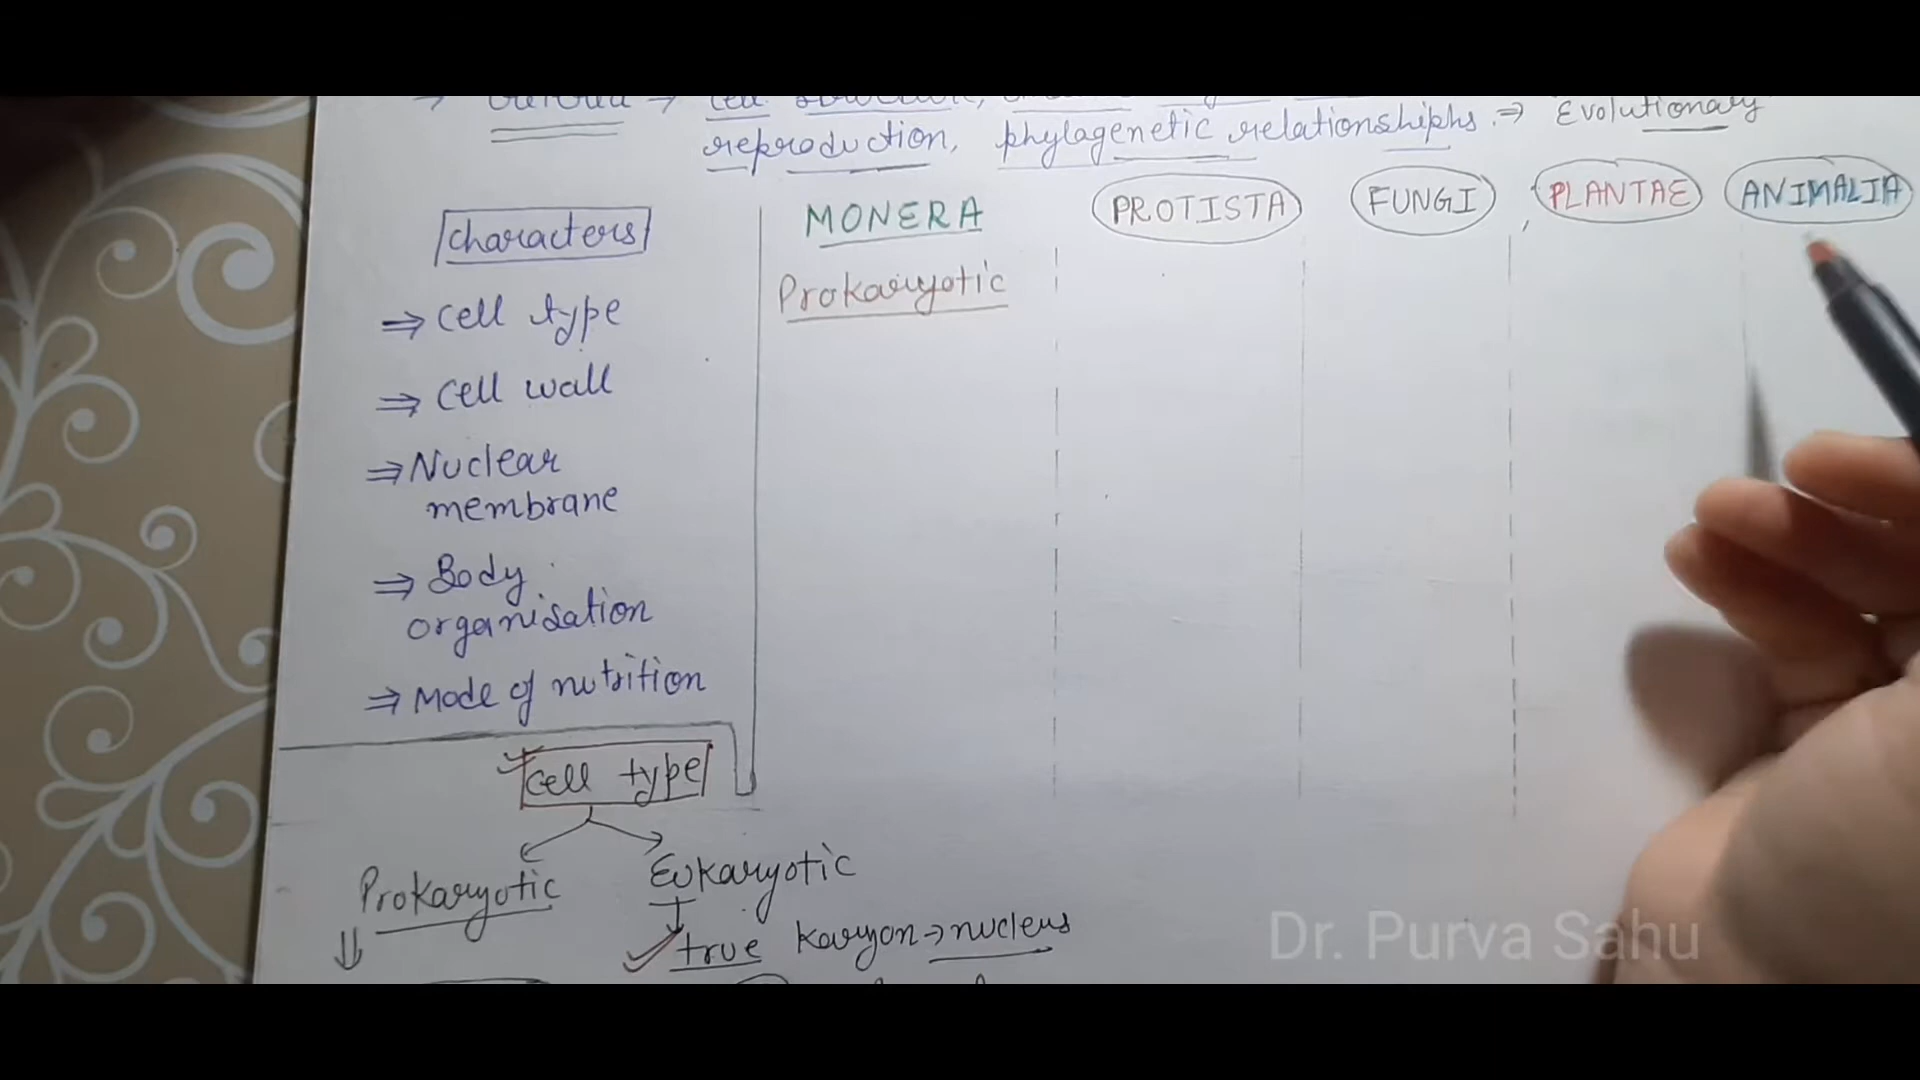 reproduction, phylagenetic relationshiphs. ⇒ Evolutionary
characters MONERA PROTISTA FUNGI PLANTAE ANIMALIA
⇒ cell type Prokaryotic
⇒ cell wall
⇒ Nuclear
membrane
⇒ Body
organisation
⇒ Mode of nutrition
cell type
Prokaryotic Eukaryotic
true karyon → nucleus
Dr. Purva Sahu